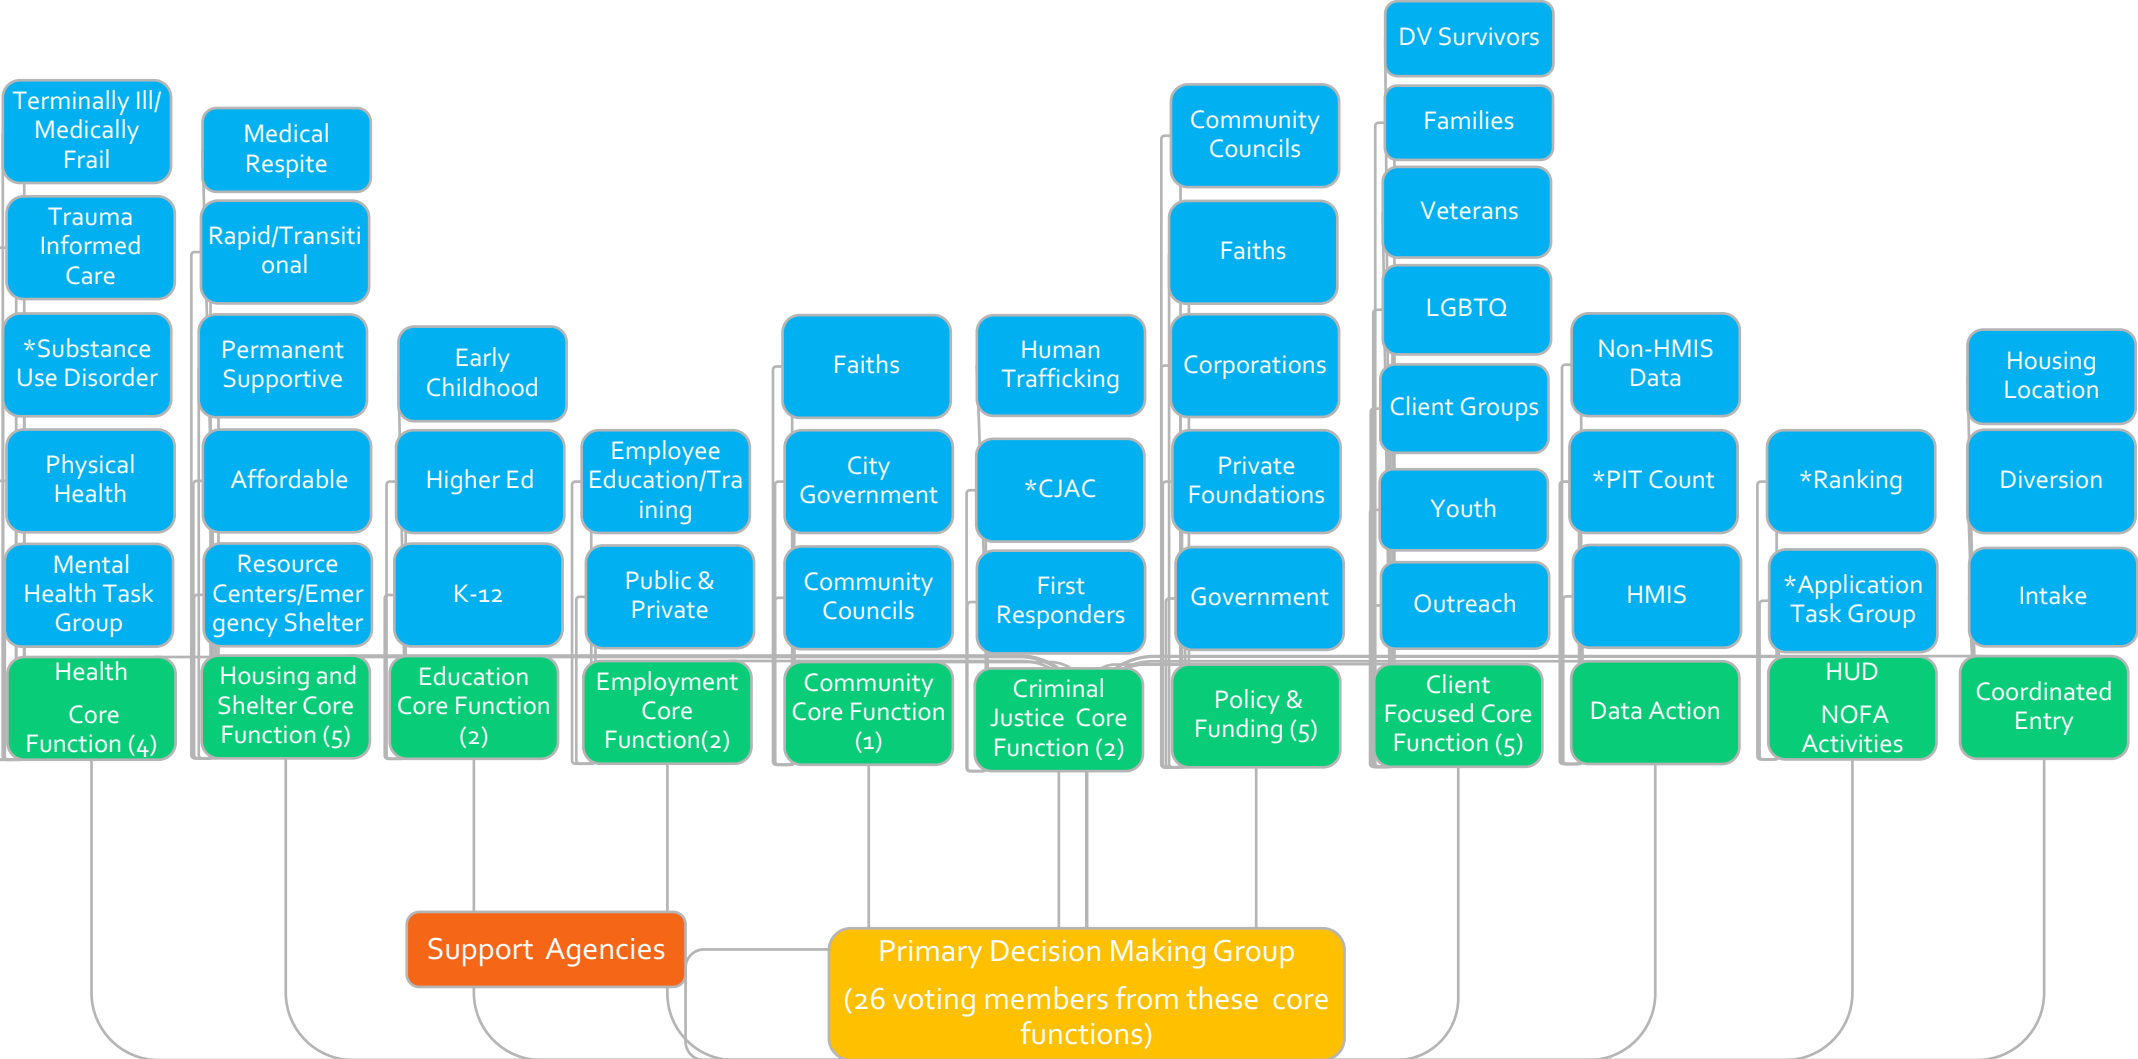 Terminally Ill/
Medically
Frail
Trauma
Informed
Care
*Substance
Use Disorder
Physical
Health
Mental
Health Task
Group
Health
Core
Function (4)
Medical
Respite
Rapid/Transiti
onal
Permanent
Supportive
Affordable
Resource
Centers/Emer
gency Shelter
Housing and
Shelter Core
Function (5)
Early
Childhood
Higher Ed
K-12
Education
Core Function
(2)
Employee
Education/Tra
ining
Public &
Private
Employment
Core
Function(2)
Faiths
City
Government
Community
Councils
Community
Core Function
(1)
Human
Trafficking
*CJAC
First
Responders
Criminal
Justice Core
Function (2)
Community
Councils
Faiths
Corporations
Private
Foundations
Government
Policy &
Funding (5)
DV Survivors
Families
Veterans
LGBTQ
Client Groups
Youth
Outreach
Client
Focused Core
Function (5)
Non-HMIS
Data
*PIT Count
HMIS
Data Action
*Ranking
*Application
Task Group
HUD
NOFA
Activities
Housing
Location
Diversion
Intake
Coordinated
Entry
Support Agencies
Primary Decision Making Group
(26 voting members from these core
functions)